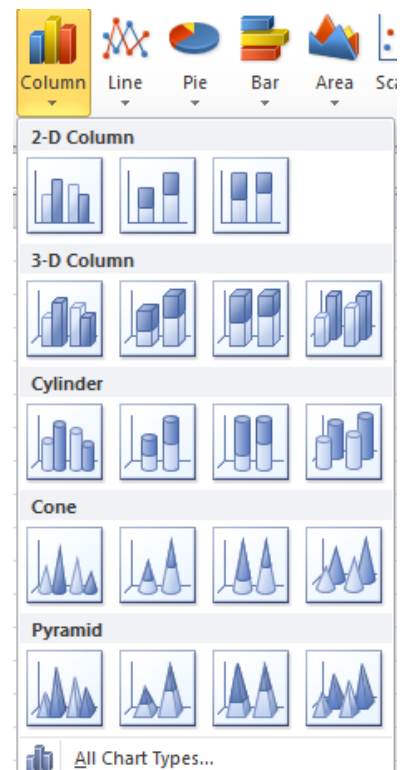 Column Line Pie Bar Area
2-D Column
3-D Column
Cylinder
Cone
Pyramid
All Chart Types...